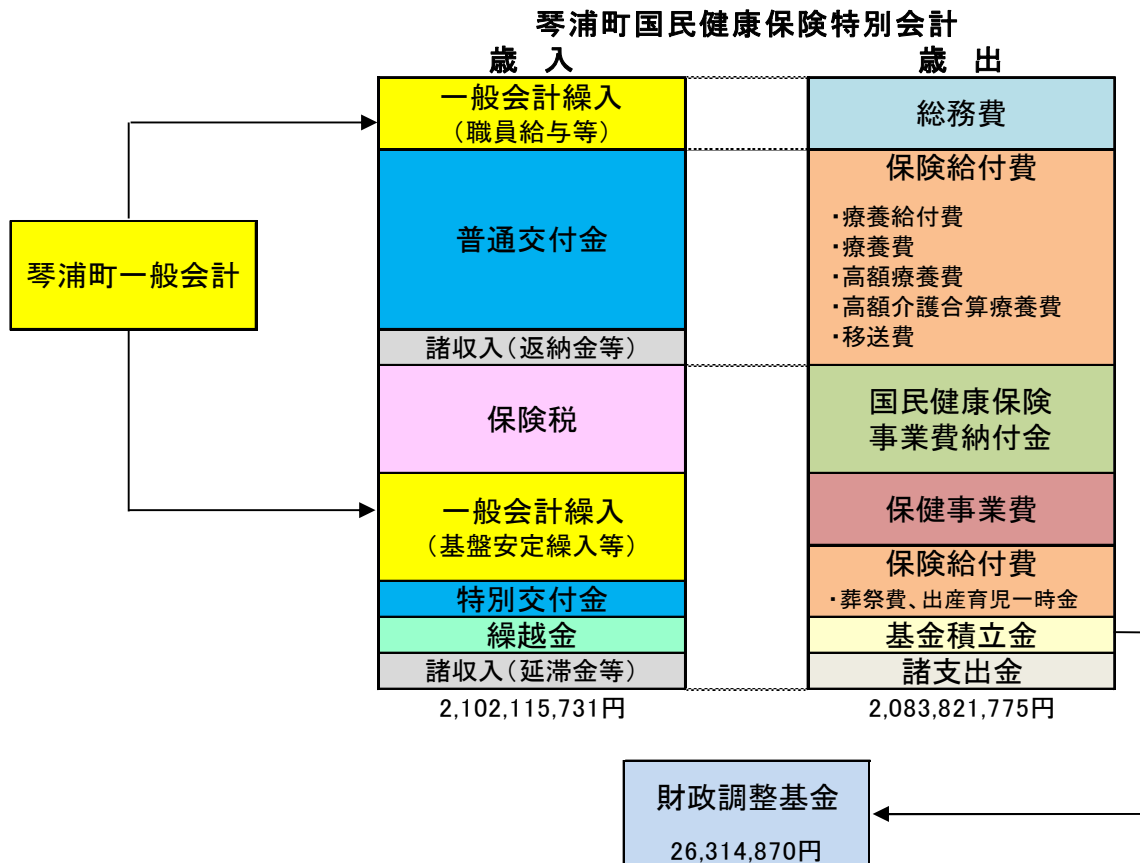 琴浦町国民健康保険特別会計
歳 入
歳 出
琴浦町一般会計
一般会計繰入
（職員給与等）
普通交付金
諸収入（返納金等）
保険税
一般会計繰入
（基盤安定繰入等）
特別交付金
繰越金
諸収入（延滞金等）
2,102,115,731円
総務費
保険給付費
・療養給付費
・療養費
・高額療養費
・高額介護合算療養費
・移送費
国民健康保険
事業費納付金
保健事業費
保険給付費
・葬祭費、出産育児一時金
基金積立金
諸支出金
2,083,821,775円
財政調整基金
26,314,870円